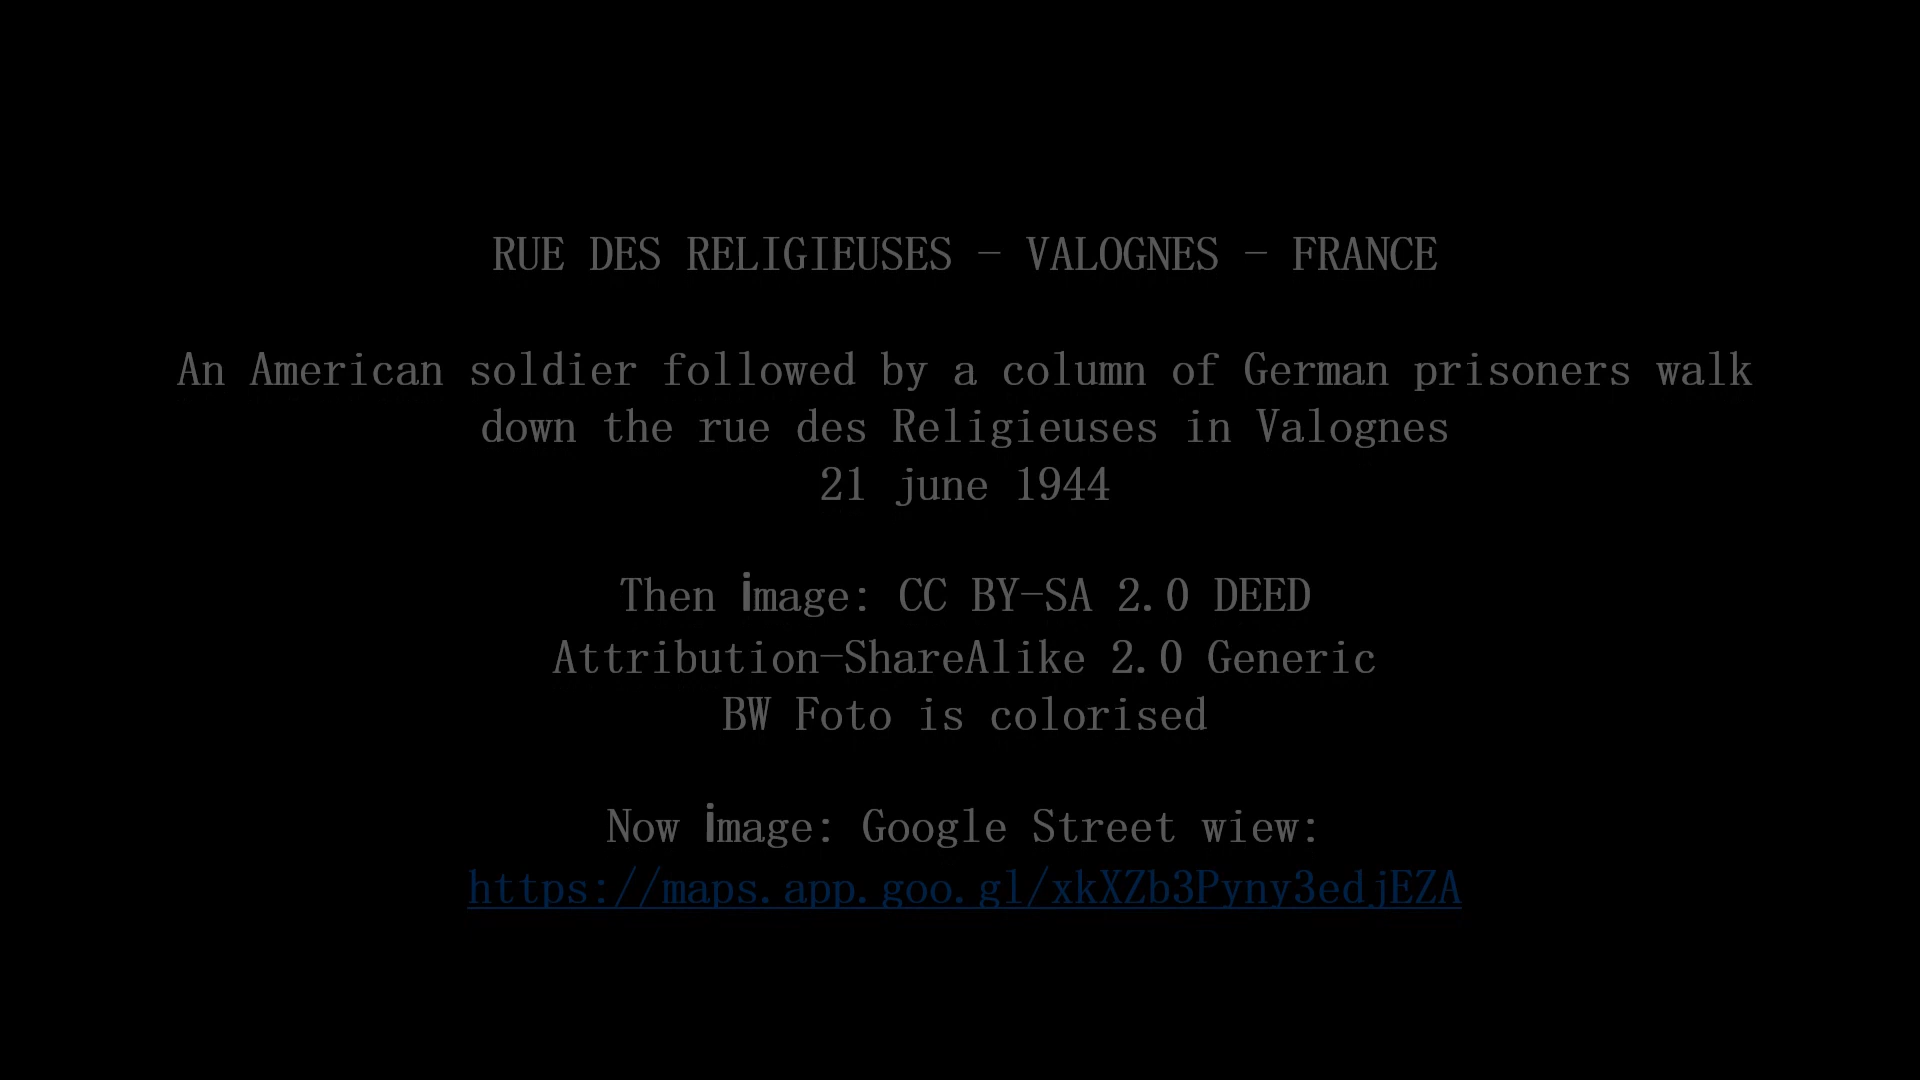 RUE DES RELIGIEUSES - VALOGNES - FRANCE
An American soldier followed by a column of German prisoners walk
down the rue des Religieuses in Valognes
21 june 1944
Then image: CC BY-SA 2.0 DEED
Attribution-ShareAlike 2.0 Generic
BW Foto is colorised
Now image: Google Street wiew:
https://maps.app.goo.gl/xkXZb3Pyny3edjEZA